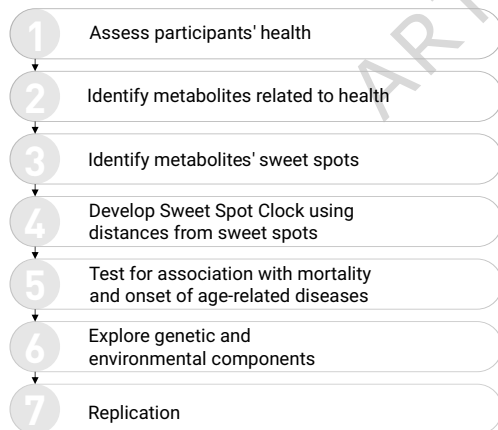 1
Assess participants' health
2
Identify metabolites related to health
3
Identify metabolites' sweet spots
4
Develop Sweet Spot Clock using
distances from sweet spots
5
Test for association with mortality
and onset of age-related diseases
6
Explore genetic and
environmental components
7
Replication